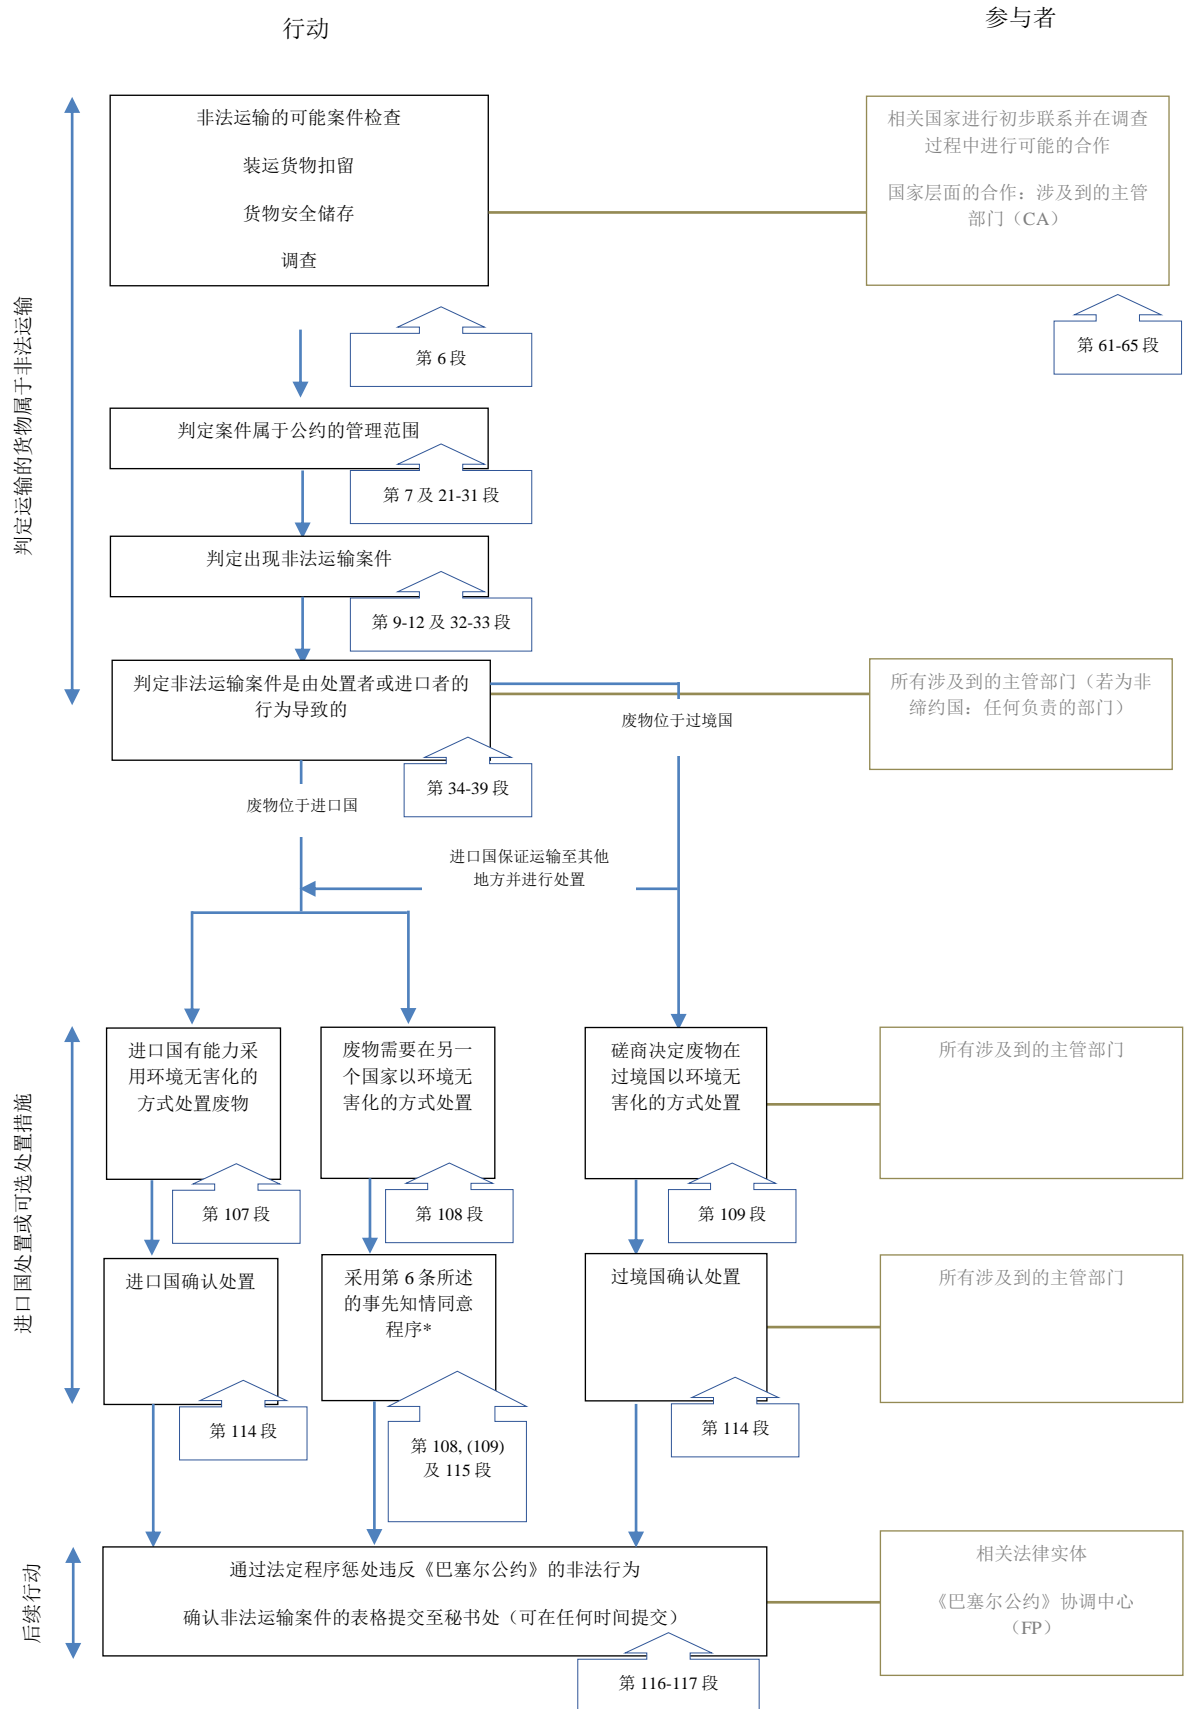 行动
参与者
非法运输的可能案件检查
装运货物扣留
货物安全储存
调查
相关国家进行初步联系并在调查
过程中进行可能的合作
国家层面的合作：涉及到的主管
部门（CA）
第 6 段
第 61-65 段
判定运输的货物属于非法运输
判定案件属于公约的管理范围
第 7 及 21-31 段
判定出现非法运输案件
第 9-12 及 32-33 段
判定非法运输案件是由处置者或进口者的
行为导致的
所有涉及到的主管部门（若为非
缔约国：任何负责的部门）
废物位于过境国
第 34-39 段
废物位于进口国
进口国保证运输至其他
地方并进行处置
进口国处置或可选处置措施
进口国有能力采
用环境无害化的
方式处置废物
废物需要在另一
个国家以环境无
害化的方式处置
磋商决定废物在
过境国以环境无
害化的方式处置
所有涉及到的主管部门
第 107 段
第 108 段
第 109 段
进口国确认处置
采用第 6 条所述
的事先知情同意
程序*
过境国确认处置
所有涉及到的主管部门
第 114 段
第 108, (109)
及 115 段
第 114 段
后续行动
通过法定程序惩处违反《巴塞尔公约》的非法行为
确认非法运输案件的表格提交至秘书处（可在任何时间提交）
相关法律实体
《巴塞尔公约》协调中心
（FP）
第 116-117 段